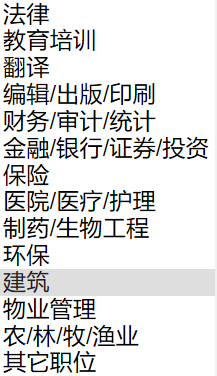 法律
教育培训
翻译
编辑/出版/印刷
财务/审计/统计
金融/银行/证券/投资
保险
医院/医疗/护理
制药/生物工程
环保
建筑
物业管理
农/林/牧/渔业
其它职位